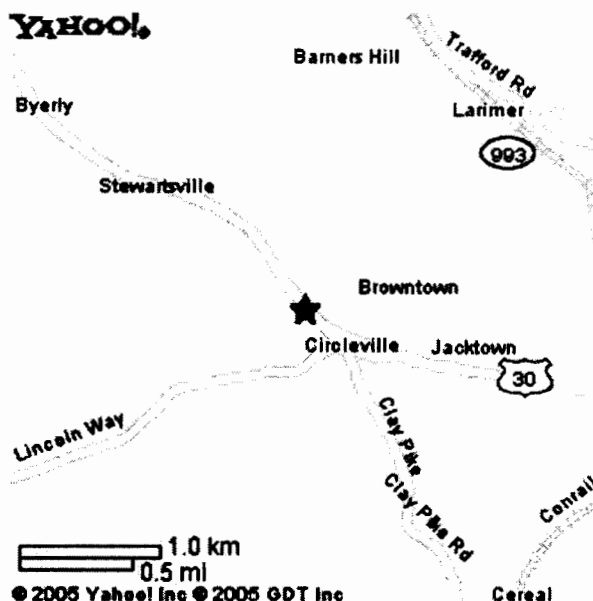 YAHOO!
Barners Hill
Trafford Rd
Byerly
Larimer
993
Stewartsville
Browntown
Circleville
Jacktown
30
Lincoln Way
Clay Pike
Clay Pike Rd
Conrail
1.0 km
0.5 mi
© 2005 Yahoo! Inc © 2005 GDT Inc
Cereal